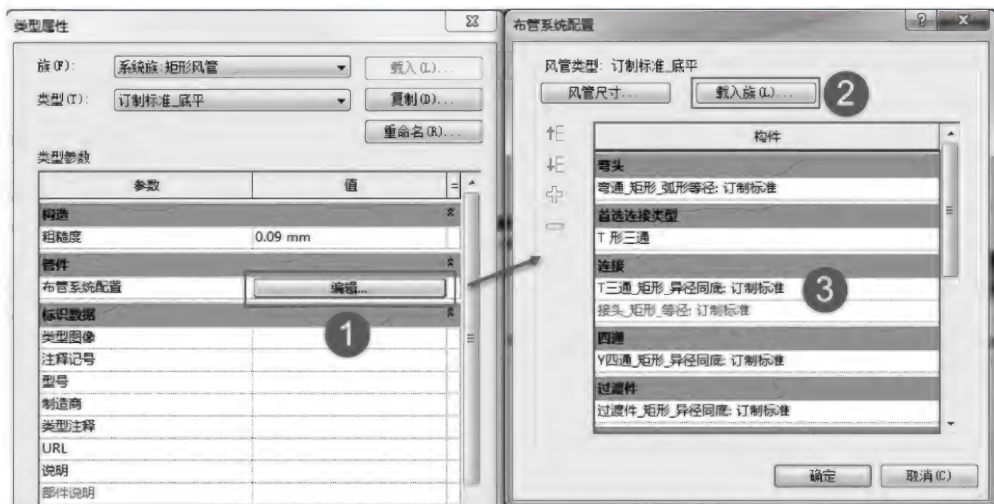 类型属性
族(F):
系统族:矩形风管
载入(L)...
类型(T):
订制标准_底平
复制(D)...
重命名(R)...
类型参数
参数
值
=
构造
粗糙度
0.09 mm
管件
布管系统配置
编辑...
1
标识数据
类型图像
注释记号
型号
制造商
类型注释
URL
说明
部件说明
布管系统配置
风管类型: 订制标准_底平
风管尺寸...
载入族(L)...
2
构件
弯头
弯通_矩形_弧形等径: 订制标准
首选连接类型
T 形三通
连接
T三通_矩形_异径同底: 订制标准
3
接头_矩形_等径: 订制标准
四通
Y四通_矩形_异径同底: 订制标准
过渡件
过渡件_矩形_异径同底: 订制标准
确定
取消(C)